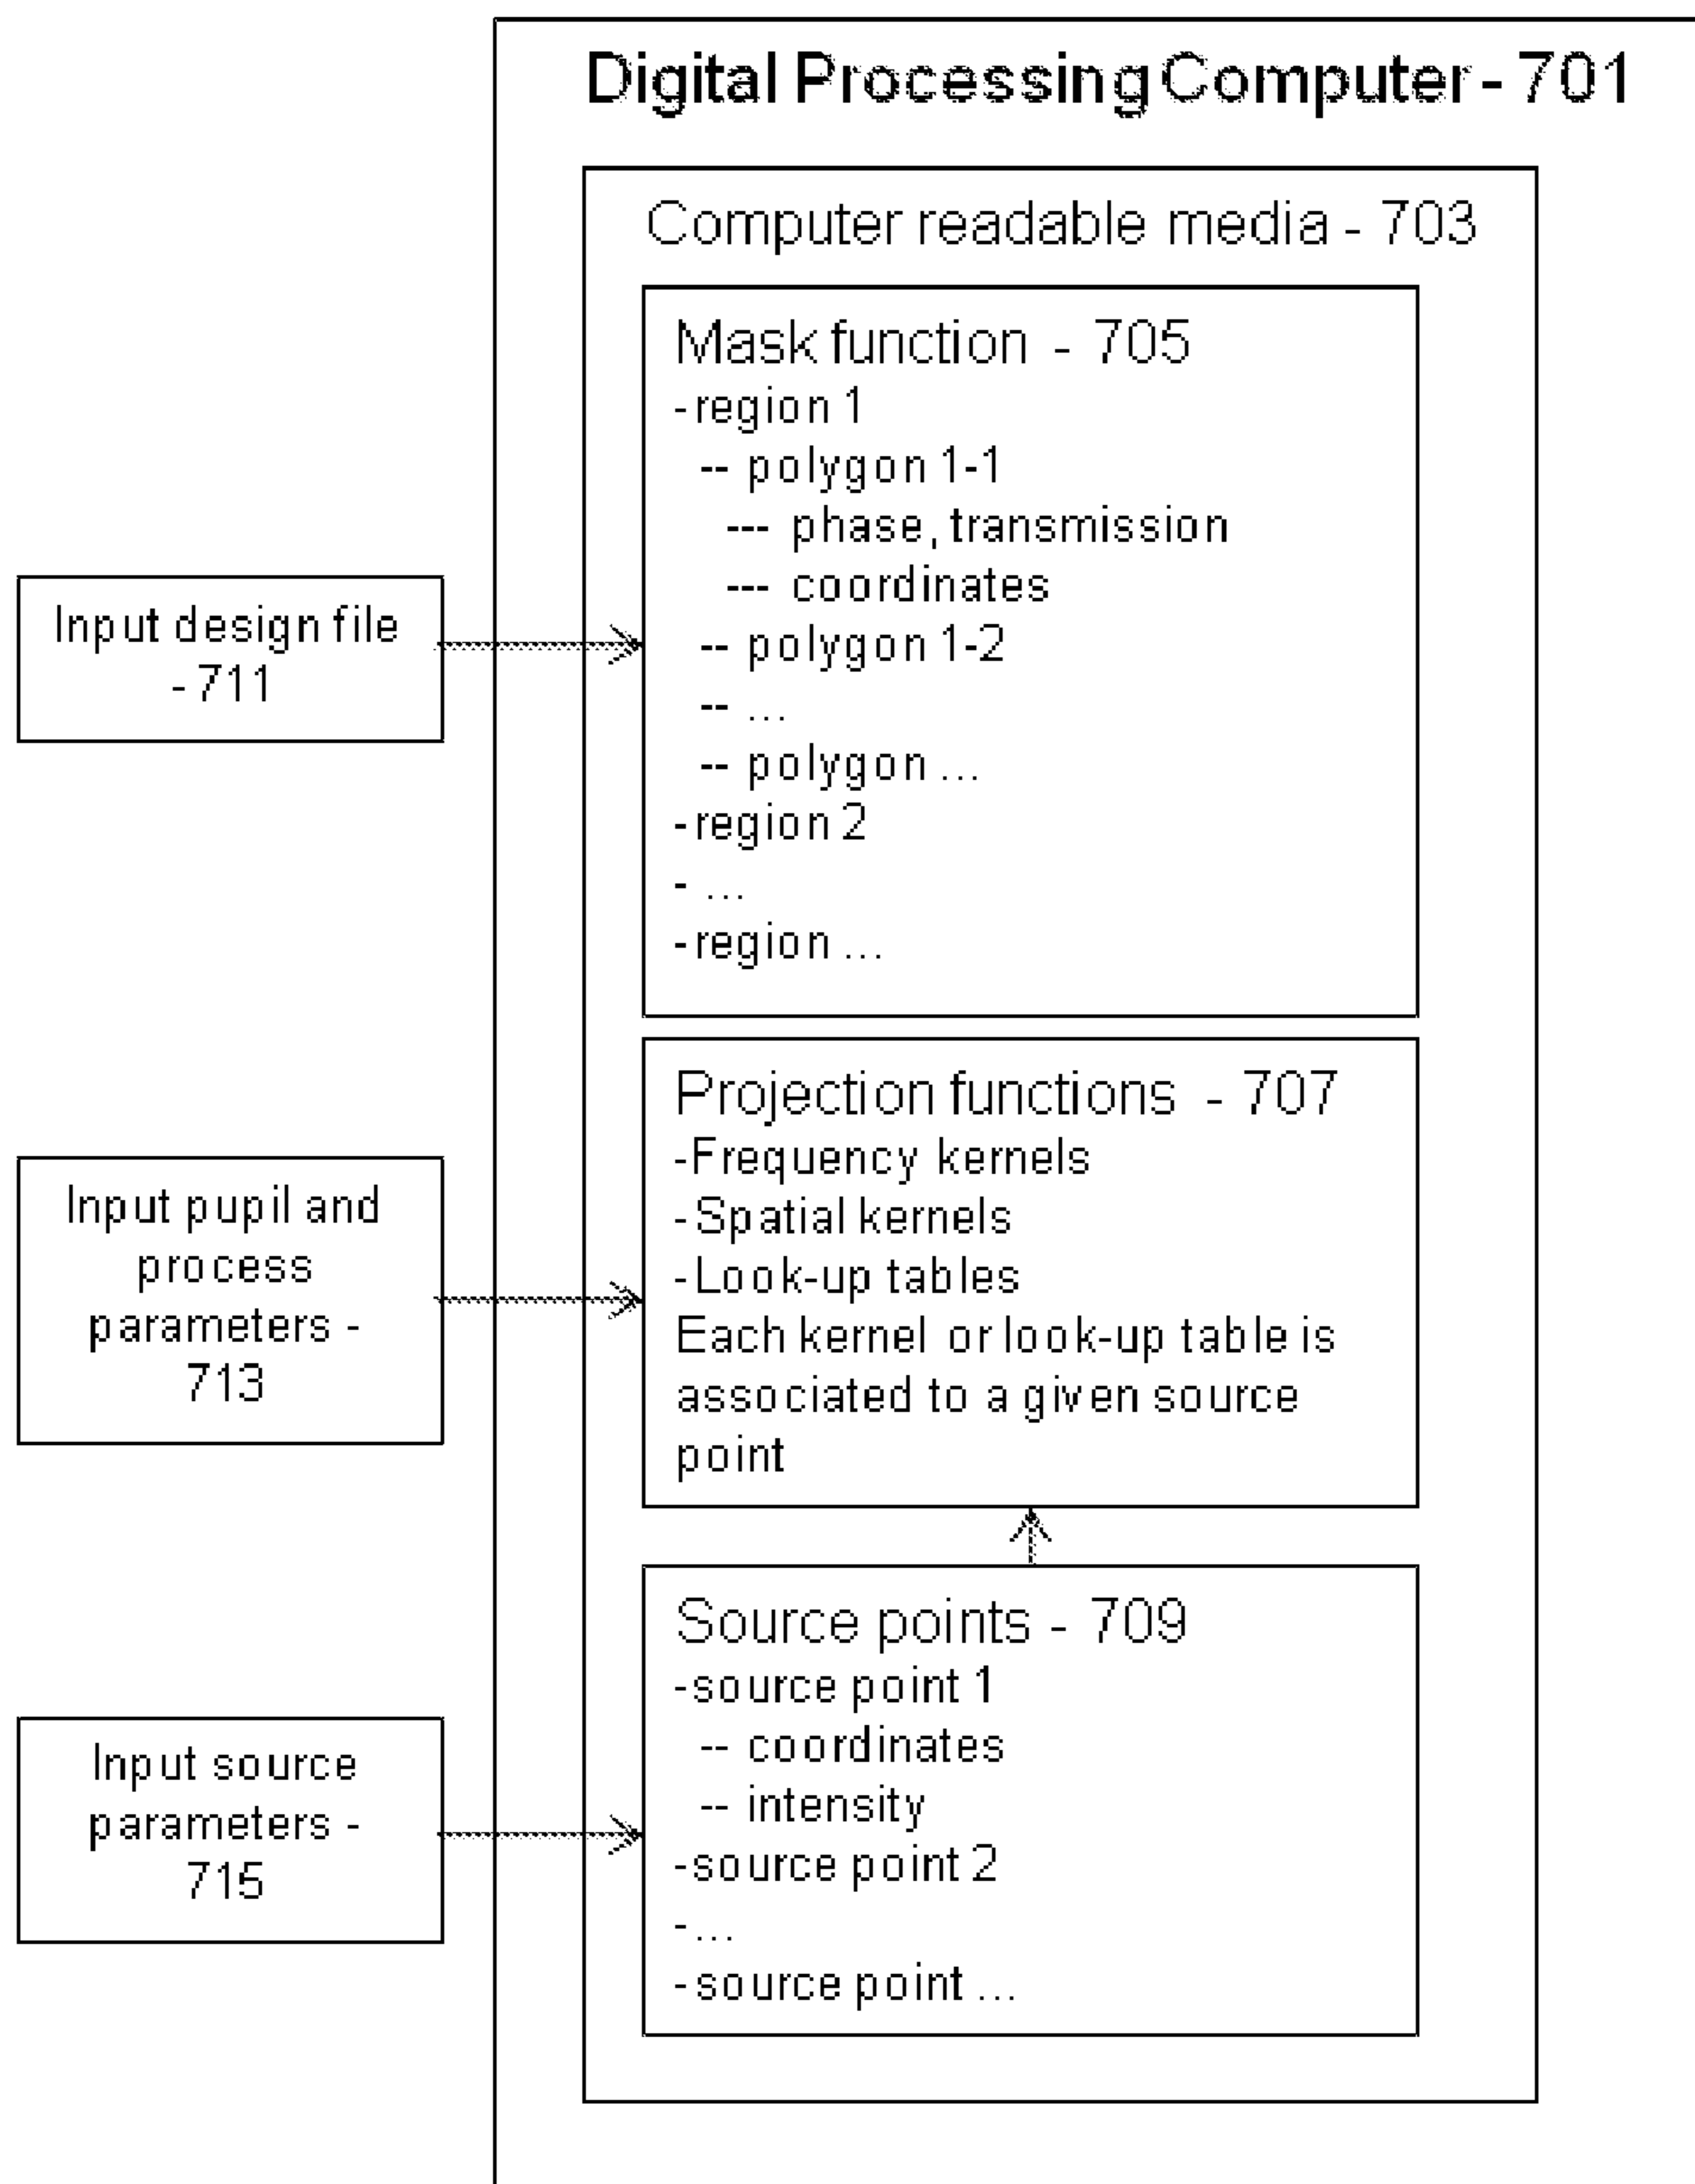 Digital Processing Computer - 701
Computer readable media - 703
Mask function - 705
-region 1
-- polygon 1-1
--- phase, transmission
--- coordinates
-- polygon 1-2
-- ...
-- polygon ...
-region 2
- ...
-region ...
Input design file
- 711
Projection functions - 707
-Frequency kernels
-Spatial kernels
-Look-up tables
Each kernel or look-up table is
associated to a given source
point
Input pupil and
process
parameters -
713
Source points - 709
-source point 1
-- coordinates
-- intensity
-source point 2
-...
-source point ...
Input source
parameters -
715